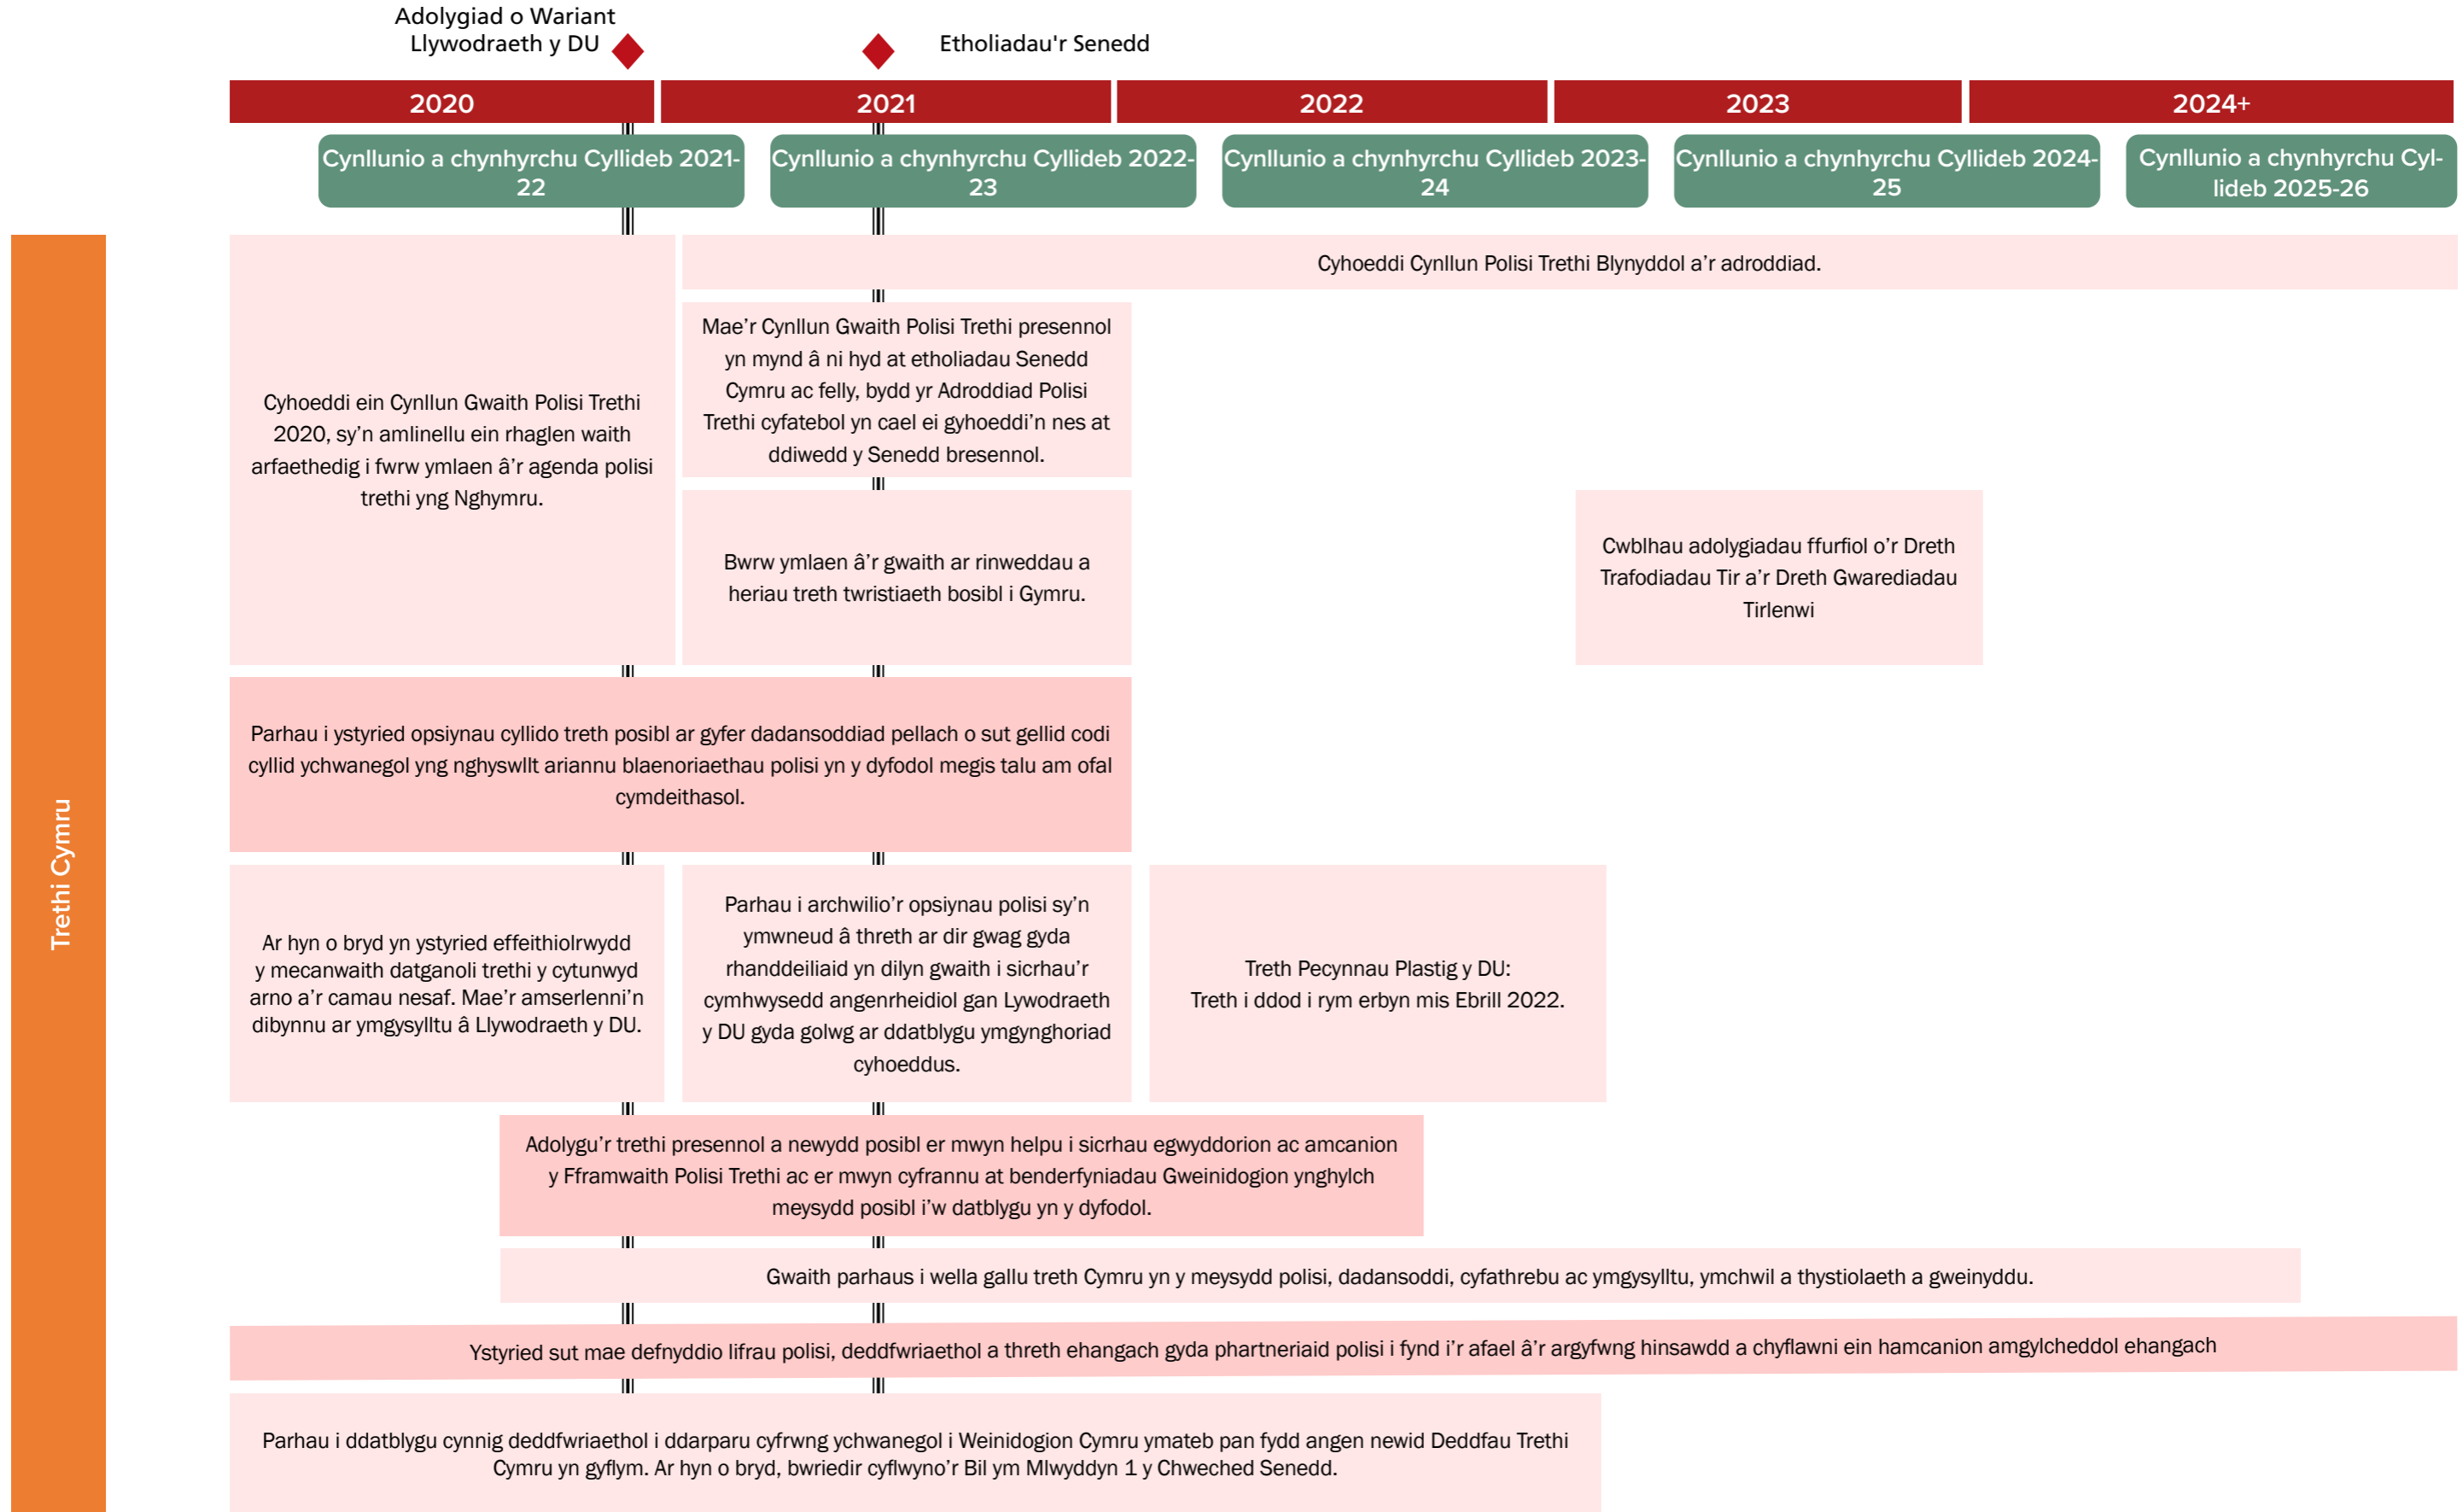 Adolygiad o Wariant
Llywodraeth y DU
Etholiadau'r Senedd
2020
2021
2022
2023
2024+
Cynllunio a chynhyrchu Cyllideb 2021-
22
Cynllunio a chynhyrchu Cyllideb 2022-
23
Cynllunio a chynhyrchu Cyllideb 2023-
24
Cynllunio a chynhyrchu Cyllideb 2024-
25
Cynllunio a chynhyrchu Cyl-
lideb 2025-26
Trethi Cymru
Cyhoeddi ein Cynllun Gwaith Polisi Trethi
2020, sy’n amlinellu ein rhaglen waith
arfaethedig i fwrw ymlaen â’r agenda polisi
trethi yng Nghymru.
Cyhoeddi Cynllun Polisi Trethi Blynyddol a’r adroddiad.
Mae’r Cynllun Gwaith Polisi Trethi presennol
yn mynd â ni hyd at etholiadau Senedd
Cymru ac felly, bydd yr Adroddiad Polisi
Trethi cyfatebol yn cael ei gyhoeddi’n nes at
ddiwedd y Senedd bresennol.
Bwrw ymlaen â’r gwaith ar rinweddau a
heriau treth twristiaeth bosibl i Gymru.
Cwblhau adolygiadau ffurfiol o’r Dreth
Trafodiadau Tir a’r Dreth Gwarediadau
Tirlenwi
Parhau i ystyried opsiynau cyllido treth posibl ar gyfer dadansoddiad pellach o sut gellid codi
cyllid ychwanegol yng nghyswllt ariannu blaenoriaethau polisi yn y dyfodol megis talu am ofal
cymdeithasol.
Ar hyn o bryd yn ystyried effeithiolrwydd
y mecanwaith datganoli trethi y cytunwyd
arno a’r camau nesaf. Mae’r amserlenni’n
dibynnu ar ymgysylltu â Llywodraeth y DU.
Parhau i archwilio’r opsiynau polisi sy’n
ymwneud â threth ar dir gwag gyda
rhanddeiliaid yn dilyn gwaith i sicrhau’r
cymhwysedd angenrheidiol gan Lywodraeth
y DU gyda golwg ar ddatblygu ymgynghoriad
cyhoeddus.
Treth Pecynnau Plastig y DU:
Treth i ddod i rym erbyn mis Ebrill 2022.
Adolygu’r trethi presennol a newydd posibl er mwyn helpu i sicrhau egwyddorion ac amcanion
y Fframwaith Polisi Trethi ac er mwyn cyfrannu at benderfyniadau Gweinidogion ynghylch
meysydd posibl i’w datblygu yn y dyfodol.
Gwaith parhaus i wella gallu treth Cymru yn y meysydd polisi, dadansoddi, cyfathrebu ac ymgysylltu, ymchwil a thystiolaeth a gweinyddu.
Ystyried sut mae defnyddio lifrau polisi, deddfwriaethol a threth ehangach gyda phartneriaid polisi i fynd i’r afael â’r argyfwng hinsawdd a chyflawni ein hamcanion amgylcheddol ehangach
Parhau i ddatblygu cynnig deddfwriaethol i ddarparu cyfrwng ychwanegol i Weinidogion Cymru ymateb pan fydd angen newid Deddfau Trethi
Cymru yn gyflym. Ar hyn o bryd, bwriedir cyflwyno’r Bil ym Mlwyddyn 1 y Chweched Senedd.